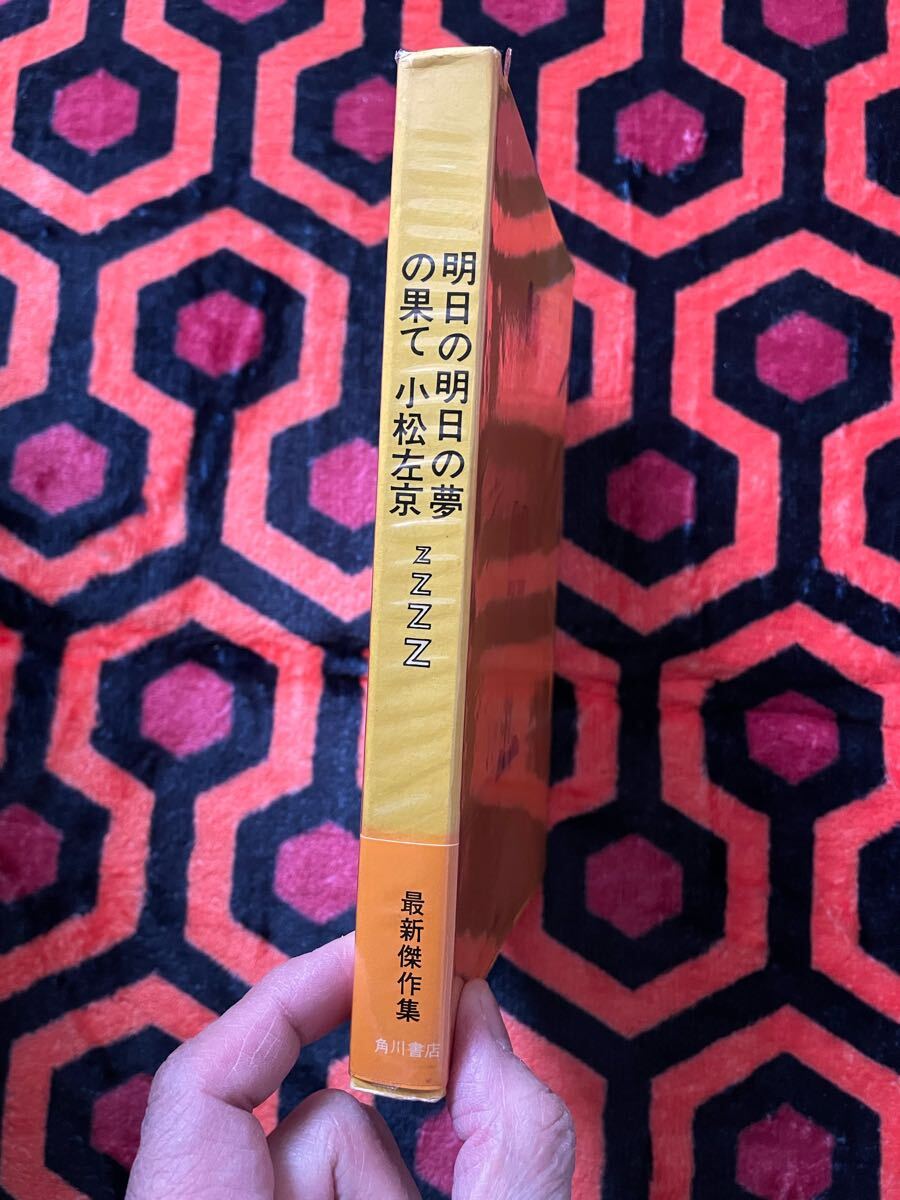 明日の明日の夢
の果て 小松左京
zZZZ
最新傑作集
角川書店